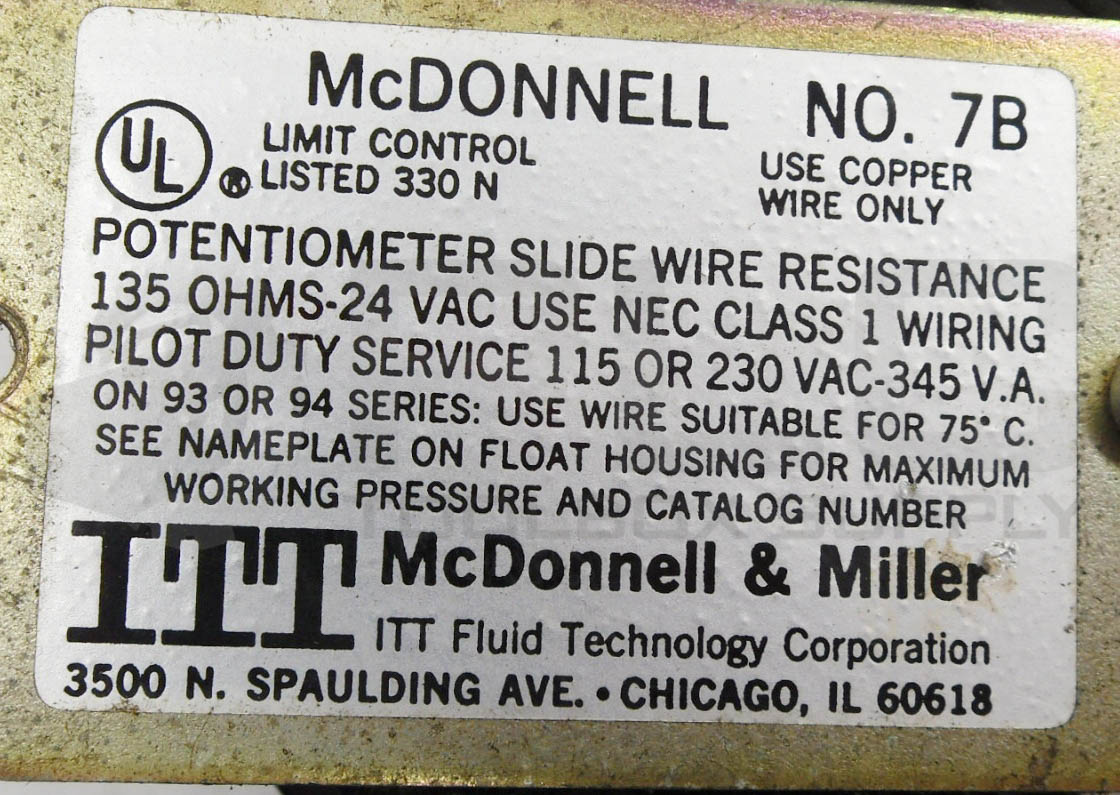 McDONNELL NO. 7B
UL ® LIMIT CONTROL
LISTED 330 N
USE COPPER
WIRE ONLY
POTENTIOMETER SLIDE WIRE RESISTANCE
135 OHMS-24 VAC USE NEC CLASS 1 WIRING
PILOT DUTY SERVICE 115 OR 230 VAC-345 V.A.
ON 93 OR 94 SERIES: USE WIRE SUITABLE FOR 75° C.
SEE NAMEPLATE ON FLOAT HOUSING FOR MAXIMUM
WORKING PRESSURE AND CATALOG NUMBER
TOOLBOX SUPPLY
ITT McDonnell & Miller
ITT Fluid Technology Corporation
3500 N. SPAULDING AVE. • CHICAGO, IL 60618